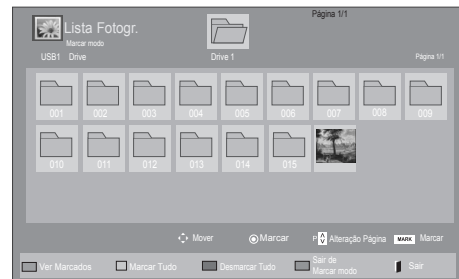 Página 1/1
Lista Fotogr.
Marcar modo
USB1 Drive Drive 1 Página 1/1
001 002 003 004 005 006 007 008 009
010 011 012 013 014 015
Mover Marcar P Alteração Página MARK Marcar
Ver Marcados Marcar Tudo Desmarcar Tudo Sair de Marcar modo Sair